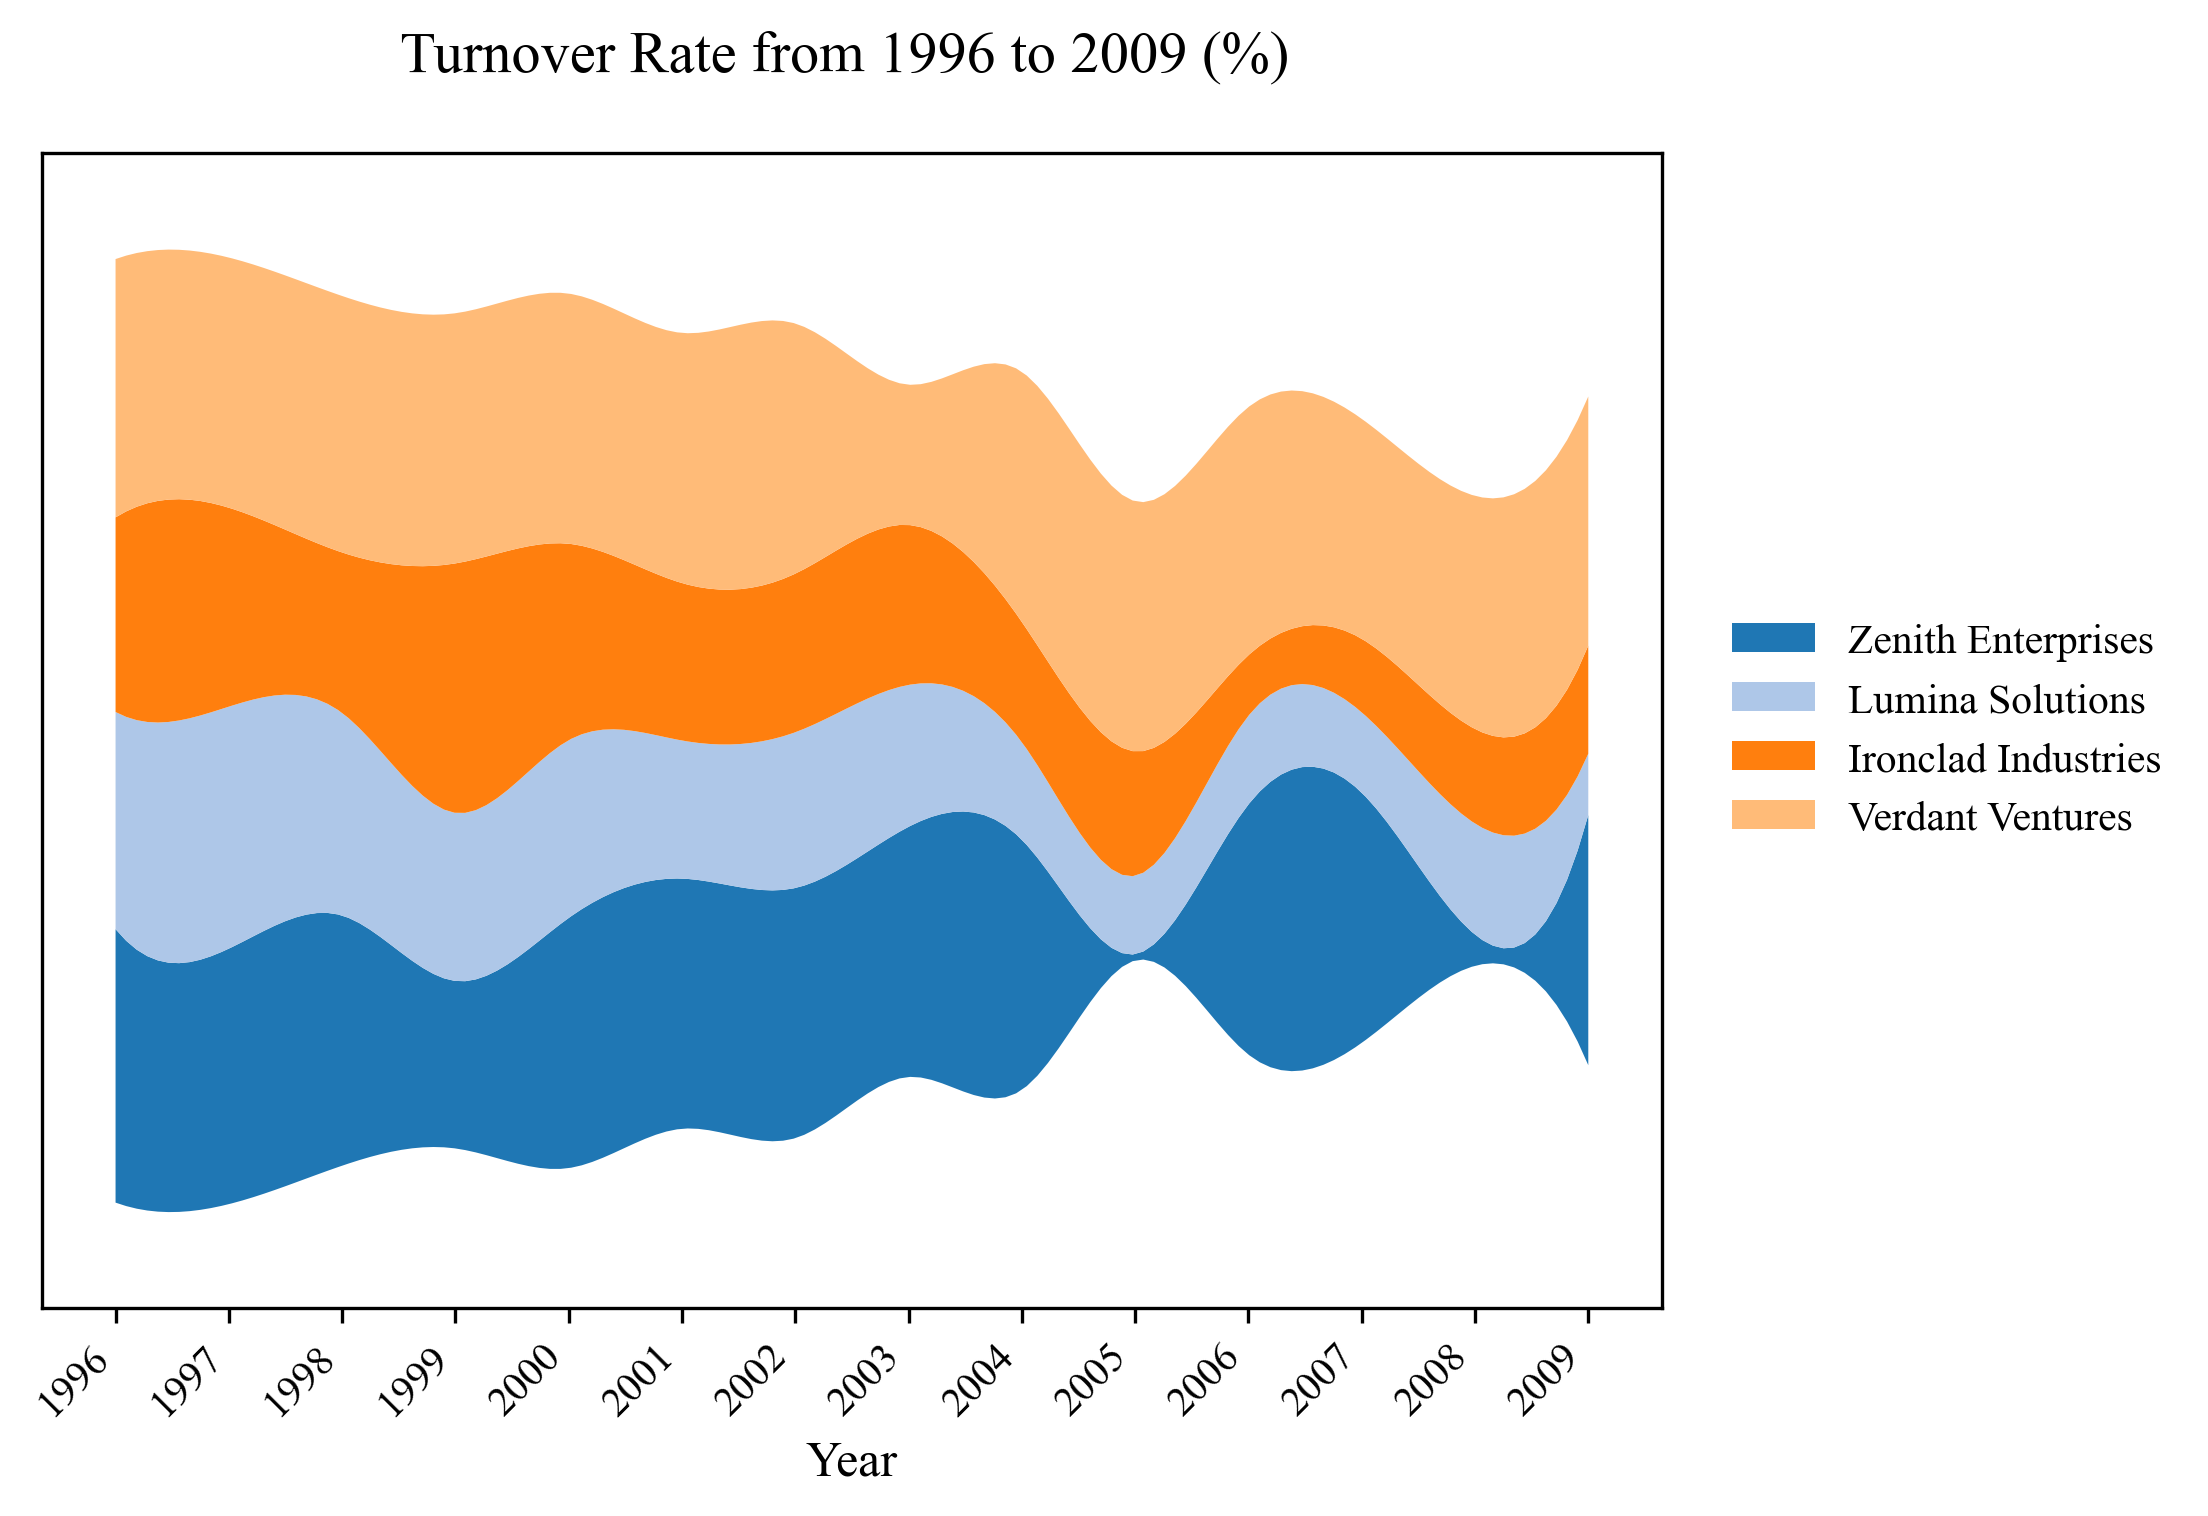 Turnover Rate from 1996 to 2009 (%)
Zenith Enterprises
Lumina Solutions
Ironclad Industries
Verdant Ventures
1996
1997
1998
1999
2000
2001
2002
2003
2004
2005
2006
2007
2008
2009
Year